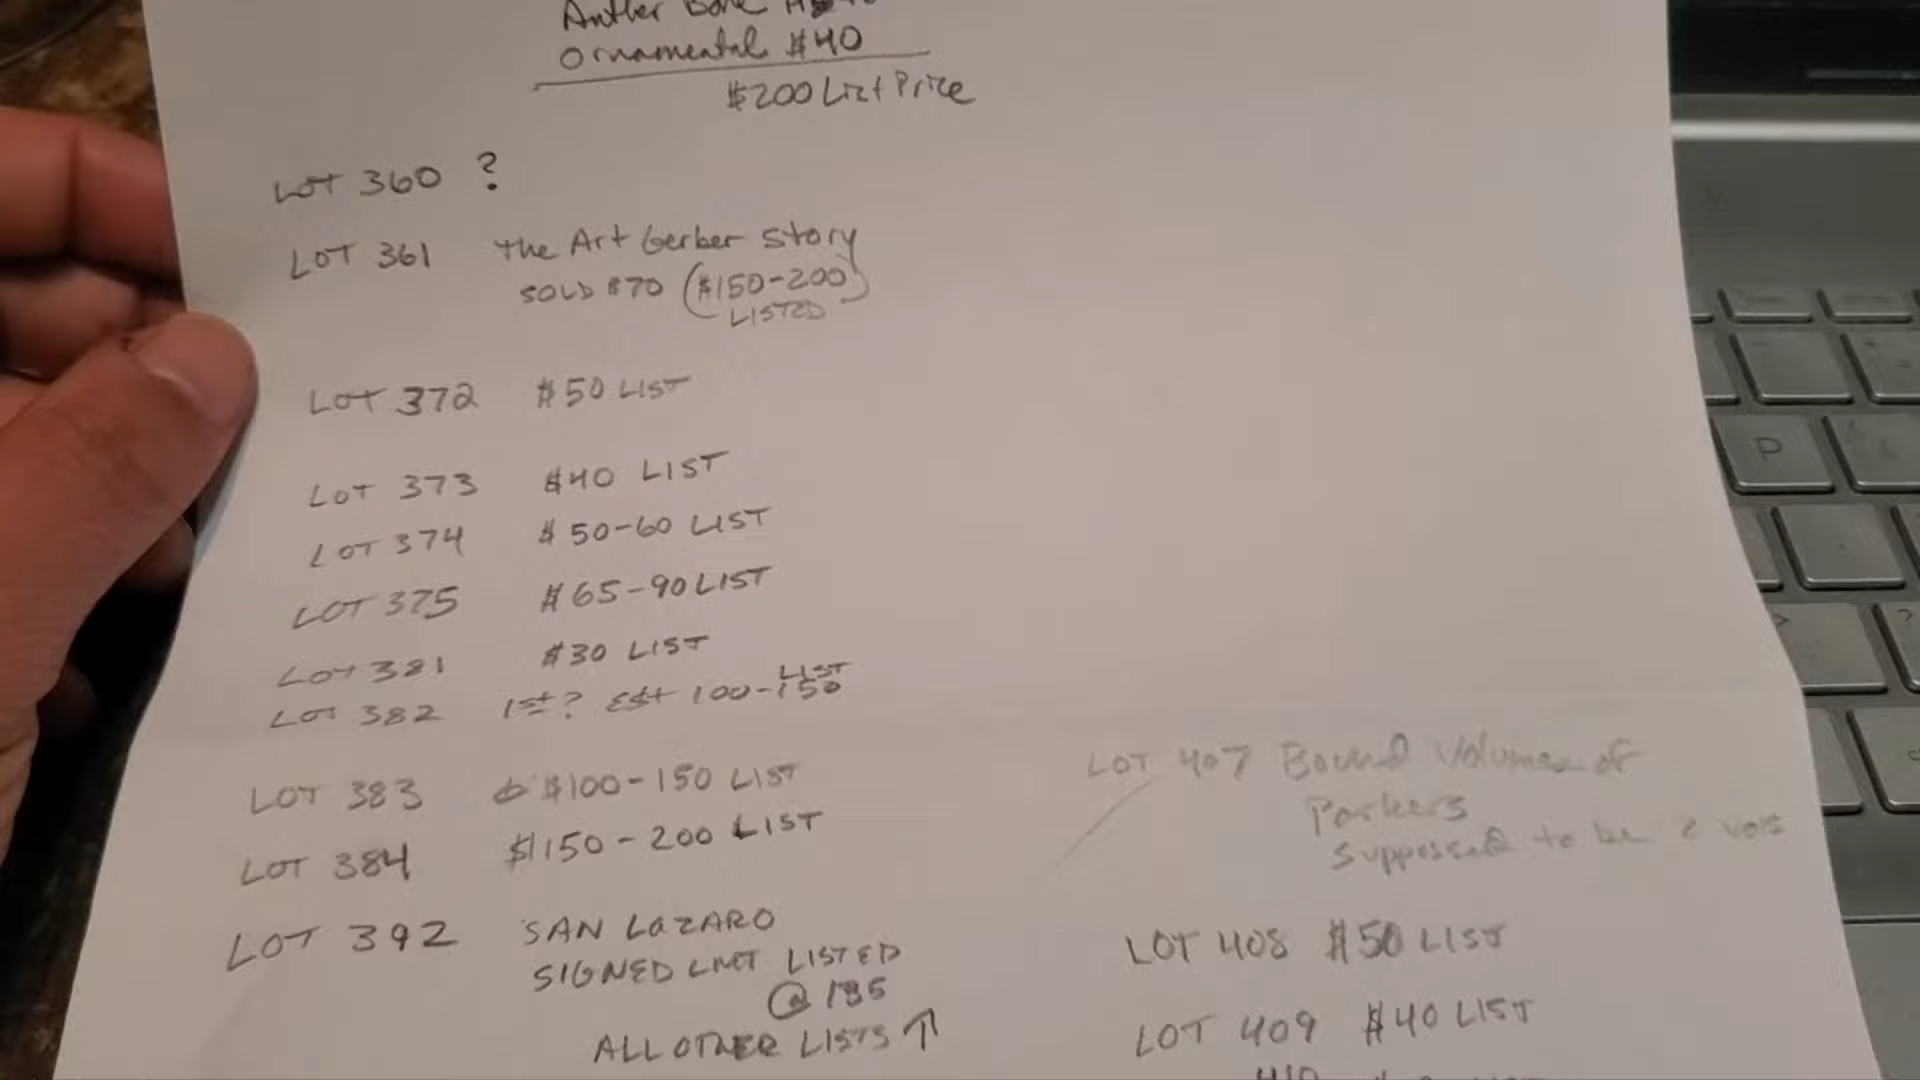 Antler Bone
Ornamental $40
$200 List Price
LOT 360 ?
LOT 361 The Art Gerber Story
SOLD $70 ($150-200)
LISTED
LOT 372 $50 LIST
LOT 373 $40 LIST
LOT 374 $50-60 LIST
LOT 375 $65-90 LIST
LOT 381 $30 LIST
LOT 382 1st? Est 100-150 LIST
LOT 383 $100-150 LIST
LOT 384 $150-200 LIST
LOT 392 SAN LAZARO
SIGNED LMT LISTED
@ 185
ALL OTHER LISTS ↑
LOT 407 Bound Volumes of
Parkers
Supposed to be 2 vols
LOT 408 $50 LIST
LOT 409 $40 LIST
410
P